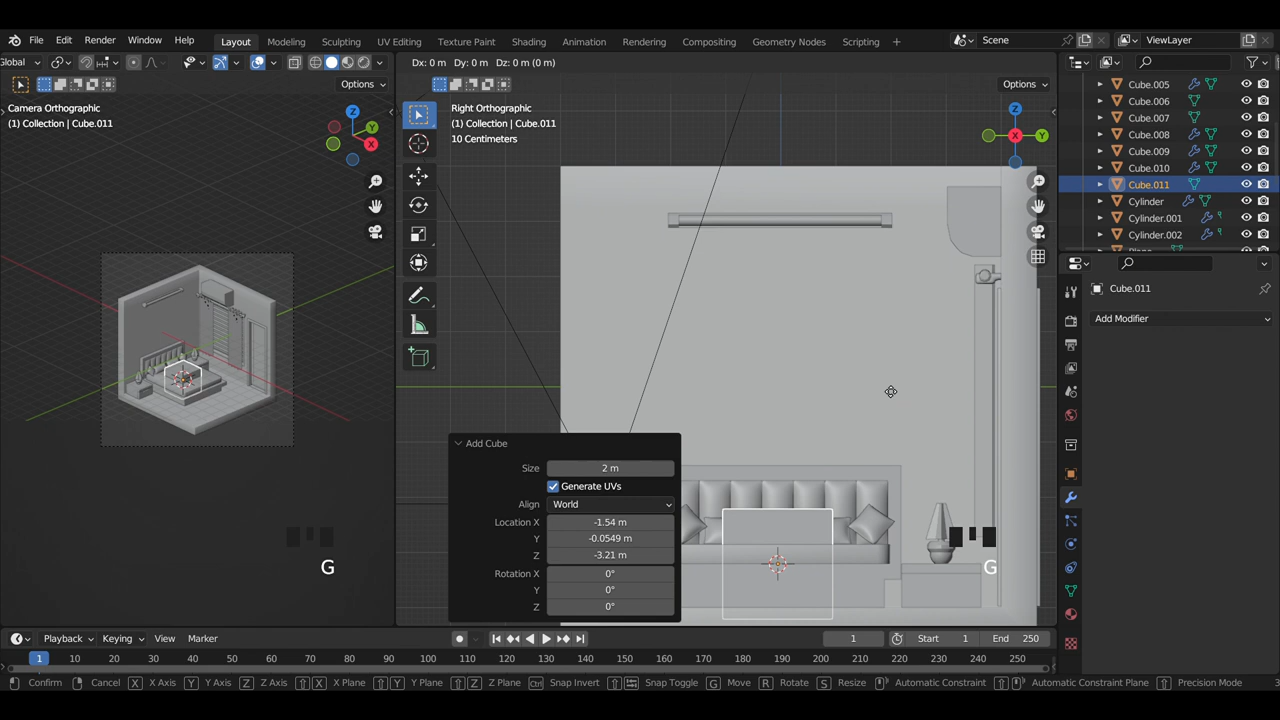 File Edit Render Window Help Layout Modeling Sculpting UV Editing Texture Paint Shading Animation Rendering Compositing Geometry Nodes Scripting + Scene ViewLayer
Global
Dx: 0 m Dy: 0 m Dz: 0 m (0 m)
Options
Options
Camera Orthographic
(1) Collection | Cube.011
Z
Y
X
Right Orthographic
(1) Collection | Cube.011
10 Centimeters
Z
X
Y
Cube.005
Cube.006
Cube.007
Cube.008
Cube.009
Cube.010
Cube.011
Cylinder
Cylinder.001
Cylinder.002
Cube.011
Add Modifier
Add Cube
Size 2 m
Generate UVs
Align World
Location X -1.54 m
Y -0.0549 m
Z -3.21 m
Rotation X 0°
Y 0°
Z 0°
G
G
Playback Keying View Marker 1 Start 1 End 250
1 10 20 30 40 50 60 70 80 90 100 110 120 130 140 150 160 170 180 190 200 210 220 230 240 250
Confirm Cancel X X Axis Y Y Axis Z Z Axis X X Plane Y Y Plane Z Z Plane Ctrl Snap Invert Snap Toggle G Move R Rotate S Resize Automatic Constraint Automatic Constraint Plane Precision Mode